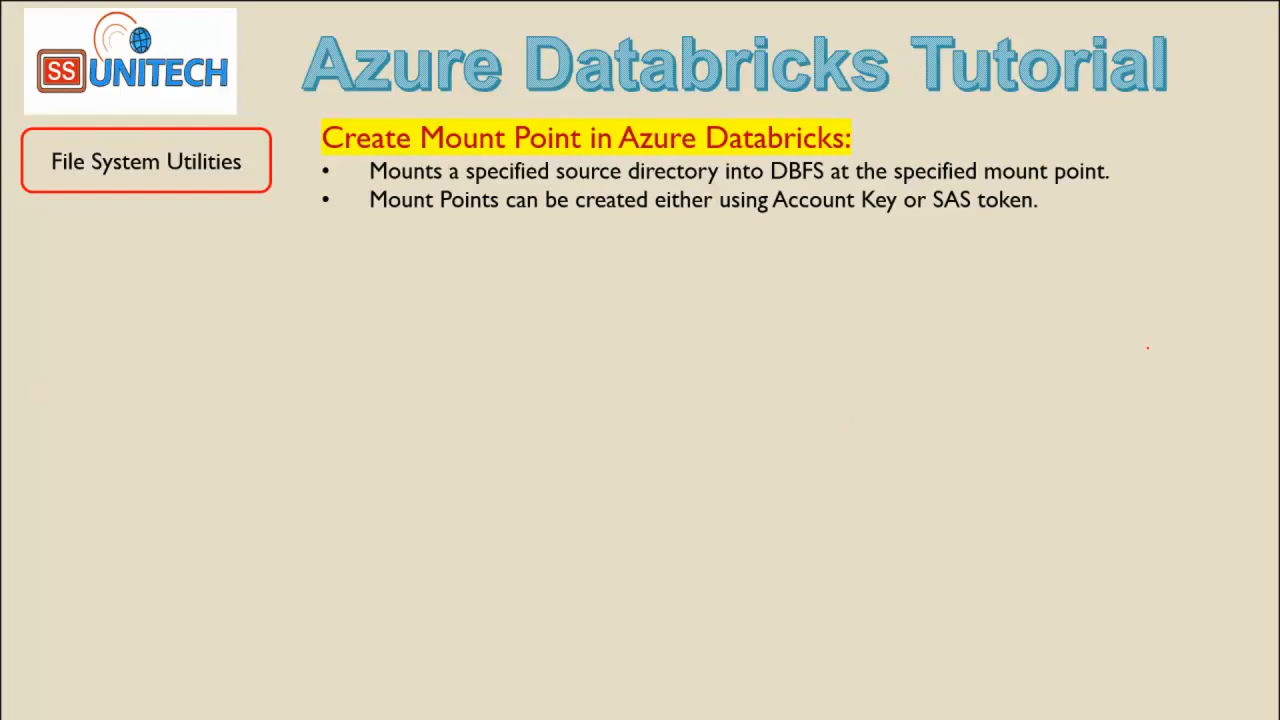 SS UNITECH
Azure Databricks Tutorial
File System Utilities
Create Mount Point in Azure Databricks:
• Mounts a specified source directory into DBFS at the specified mount point.
• Mount Points can be created either using Account Key or SAS token.